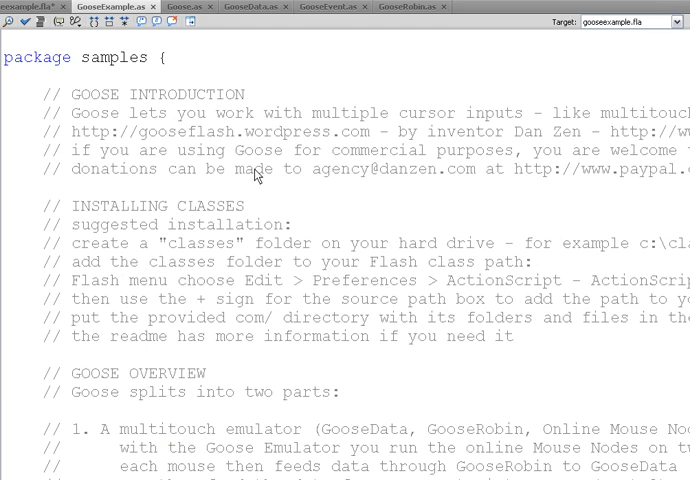 eexample.fla* × GooseExample.as × Goose.as × GooseData.as × GooseEvent.as × GooseRobin.as ×
Target: gooseexample.fla
package samples {
// GOOSE INTRODUCTION
// Goose lets you work with multiple cursor inputs - like multitouch
// http://gooseflash.wordpress.com - by inventor Dan Zen - http://ww
// if you are using Goose for commercial purposes, you are welcome t
// donations can be made to agency@danzen.com at http://www.paypal.c
// INSTALLING CLASSES
// suggested installation:
// create a "classes" folder on your hard drive - for example c:\cla
// add the classes folder to your Flash class path:
// Flash menu choose Edit > Preferences > ActionScript - ActionScrip
// then use the + sign for the source path box to add the path to yo
// put the provided com/ directory with its folders and files in the
// the readme has more information if you need it
// GOOSE OVERVIEW
// Goose splits into two parts:
// 1. A multitouch emulator (GooseData, GooseRobin, Online Mouse Nod
// with the Goose Emulator you run the online Mouse Nodes on tw
// each mouse then feeds data through GooseRobin to GooseData